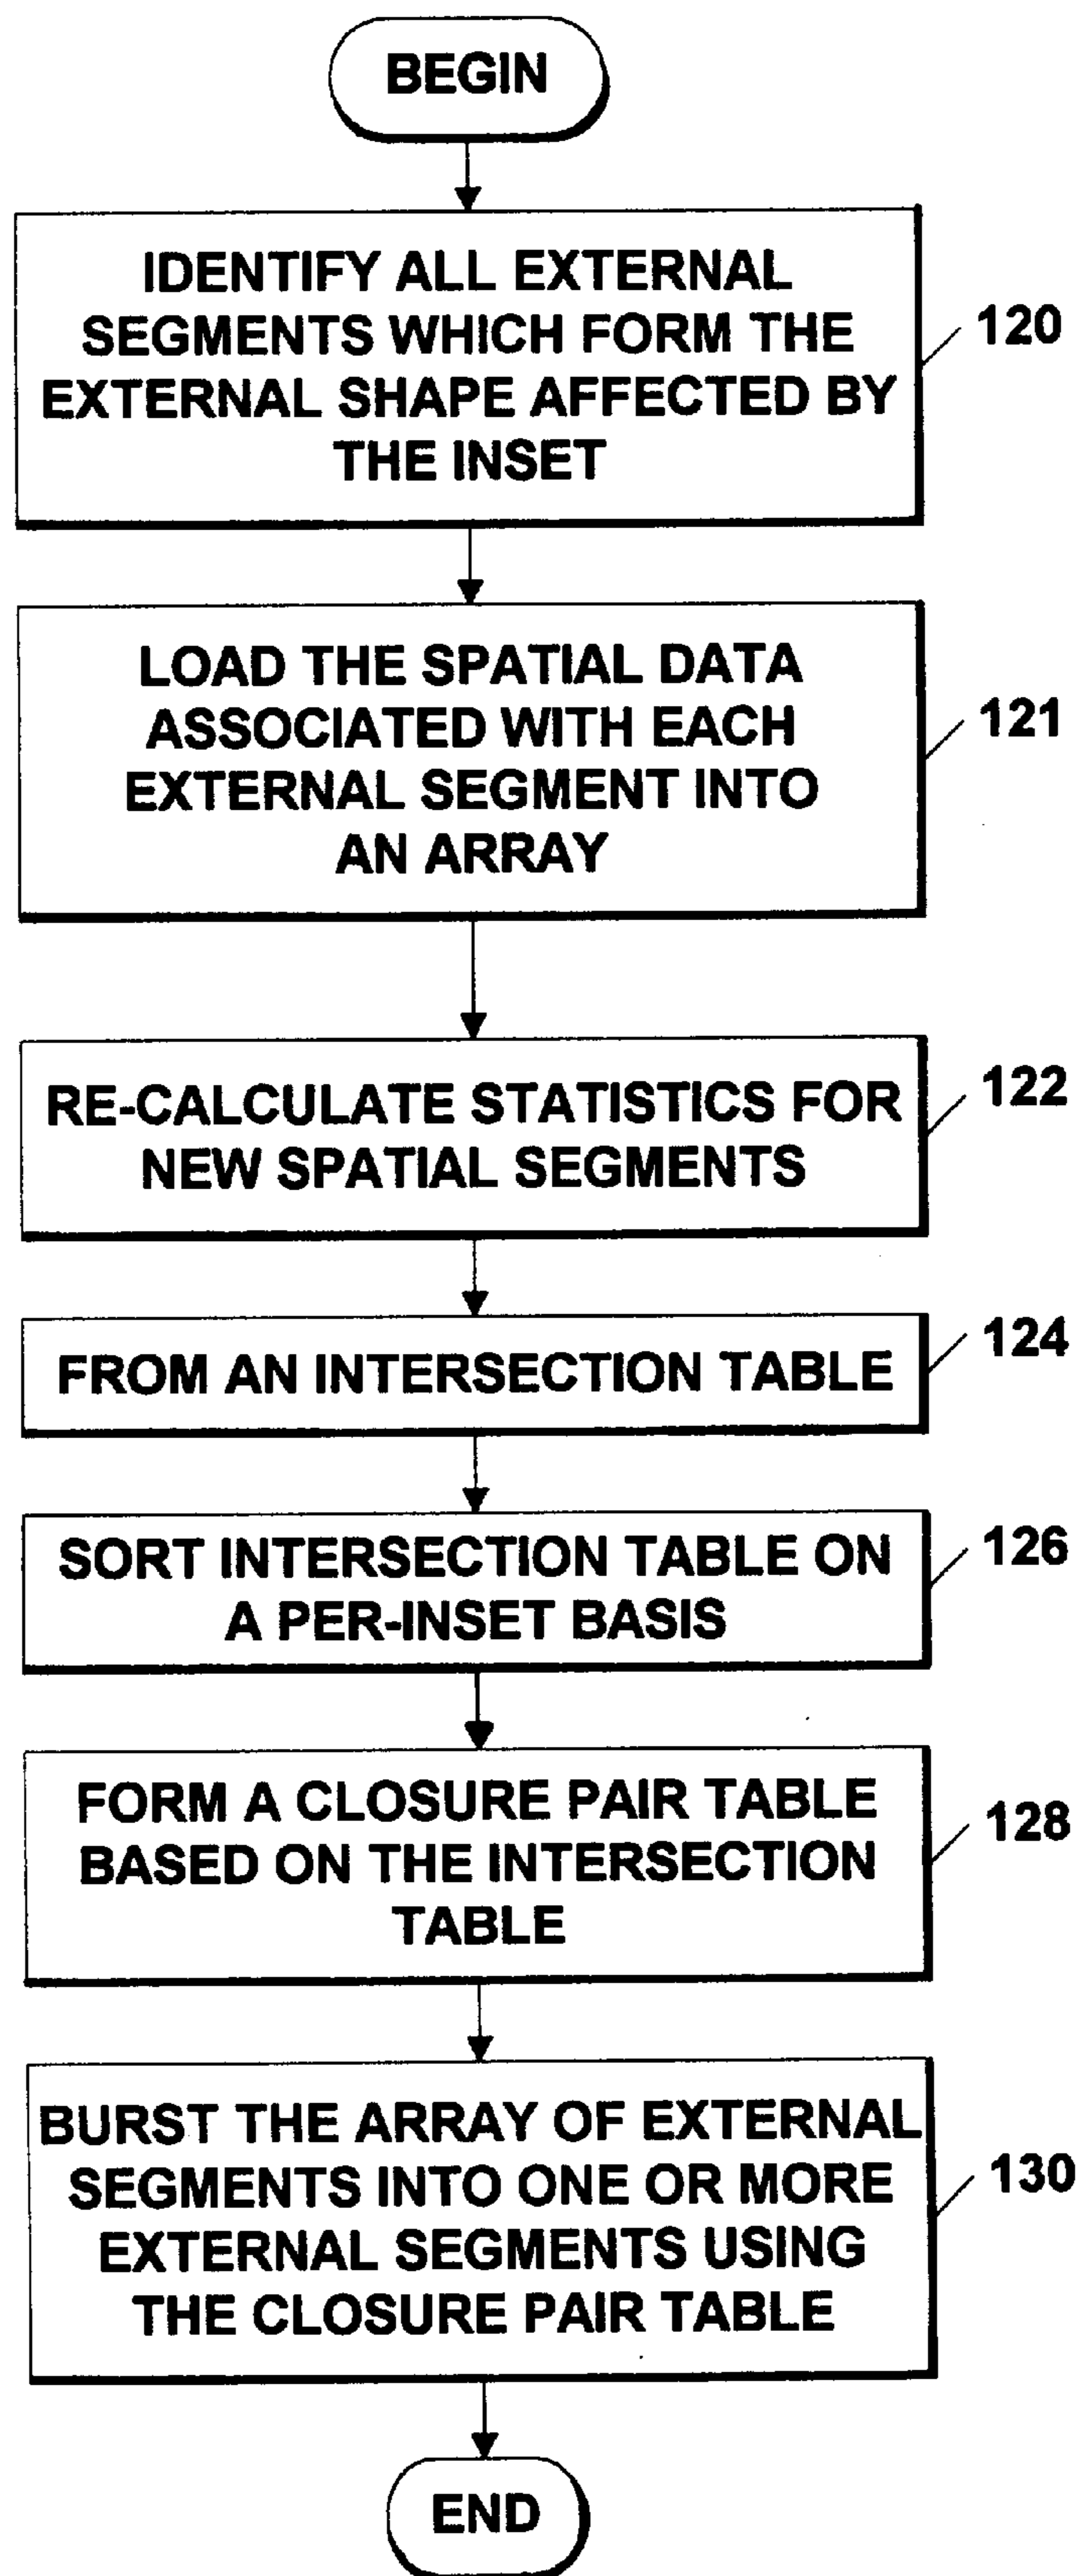 BEGIN
IDENTIFY ALL EXTERNAL
SEGMENTS WHICH FORM THE
EXTERNAL SHAPE AFFECTED BY
THE INSET
120
LOAD THE SPATIAL DATA
ASSOCIATED WITH EACH
EXTERNAL SEGMENT INTO
AN ARRAY
121
RE-CALCULATE STATISTICS FOR
NEW SPATIAL SEGMENTS
122
FROM AN INTERSECTION TABLE
124
SORT INTERSECTION TABLE ON
A PER-INSET BASIS
126
FORM A CLOSURE PAIR TABLE
BASED ON THE INTERSECTION
TABLE
128
BURST THE ARRAY OF EXTERNAL
SEGMENTS INTO ONE OR MORE
EXTERNAL SEGMENTS USING
THE CLOSURE PAIR TABLE
130
END